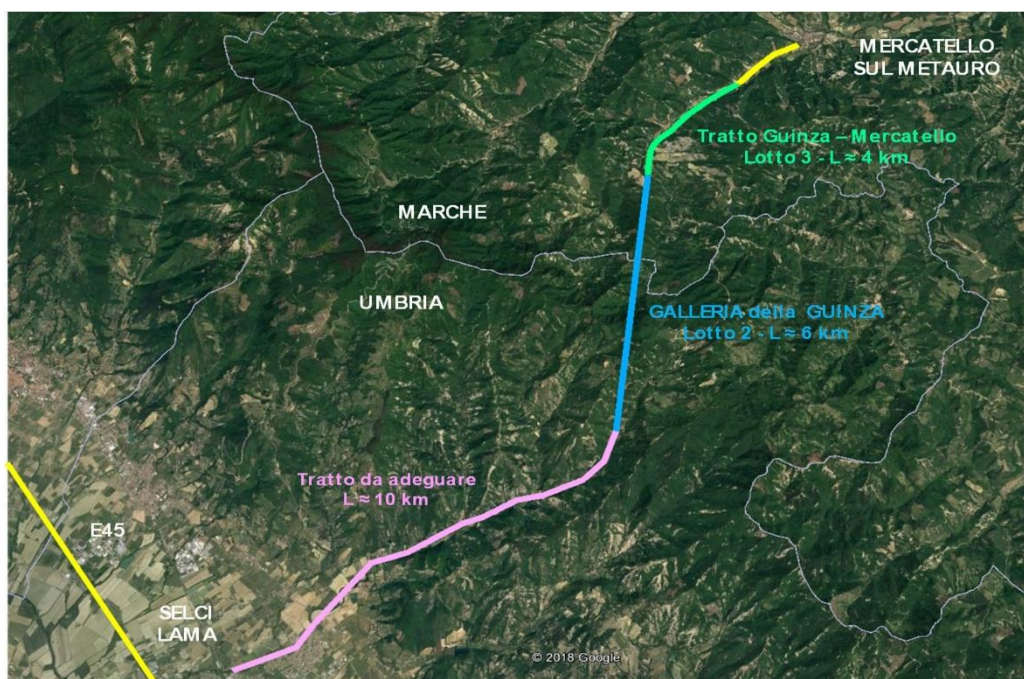 MERCATELLO
SUL METAURO
Tratto Guinza – Mercatello
Lotto 3 - L ≈ 4 km
MARCHE
UMBRIA
GALLERIA della GUINZA
Lotto 2 - L ≈ 6 km
Tratto da adeguare
L ≈ 10 km
E45
SELCI
LAMA
© 2018 Google